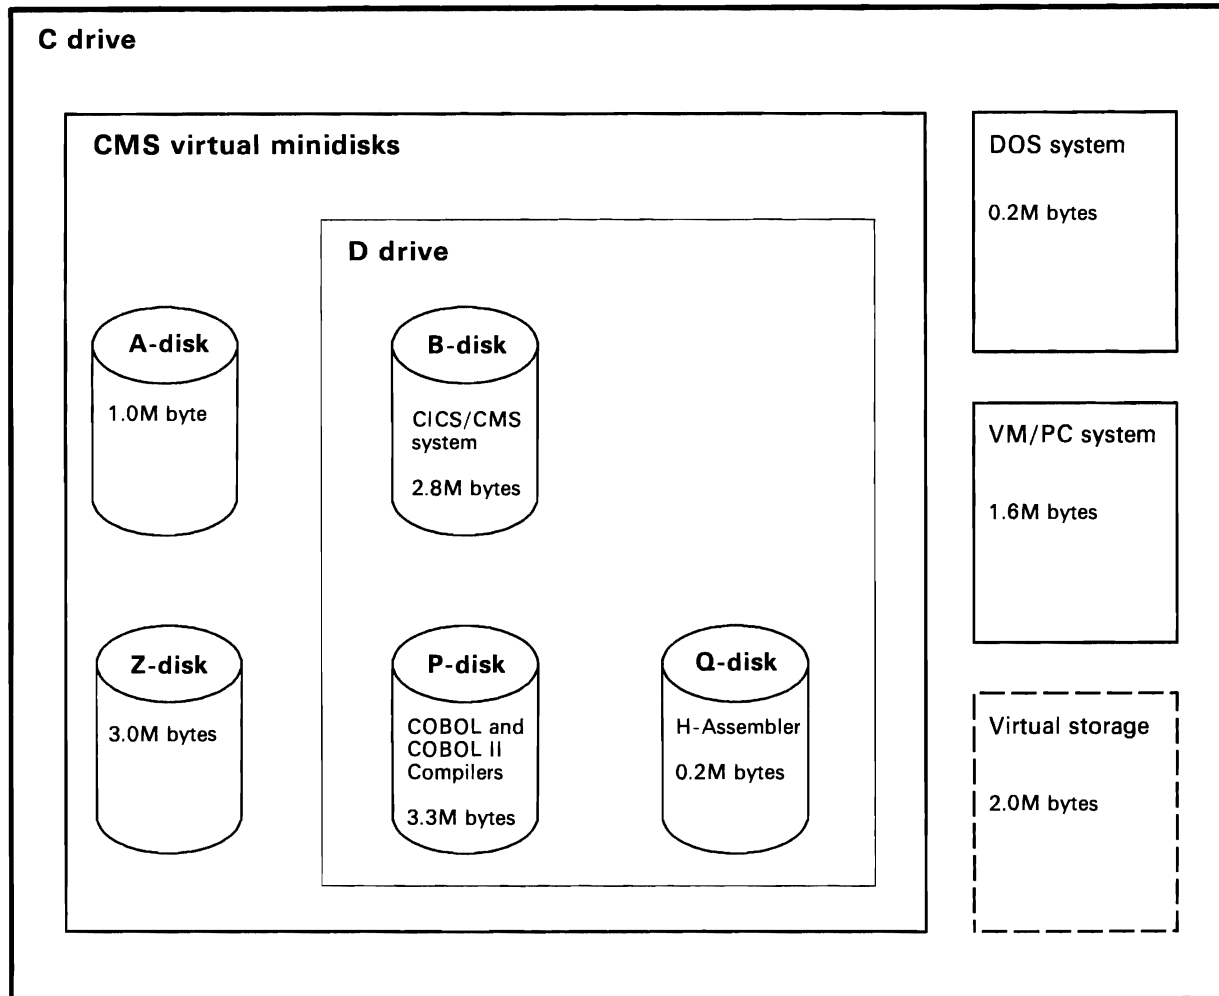 C drive
CMS virtual minidisks
D drive
A-disk
1.0M byte
B-disk
CICS/CMS
system
2.8M bytes
Z-disk
3.0M bytes
P-disk
COBOL and
COBOL II
Compilers
3.3M bytes
Q-disk
H-Assembler
0.2M bytes
DOS system
0.2M bytes
VM/PC system
1.6M bytes
Virtual storage
2.0M bytes